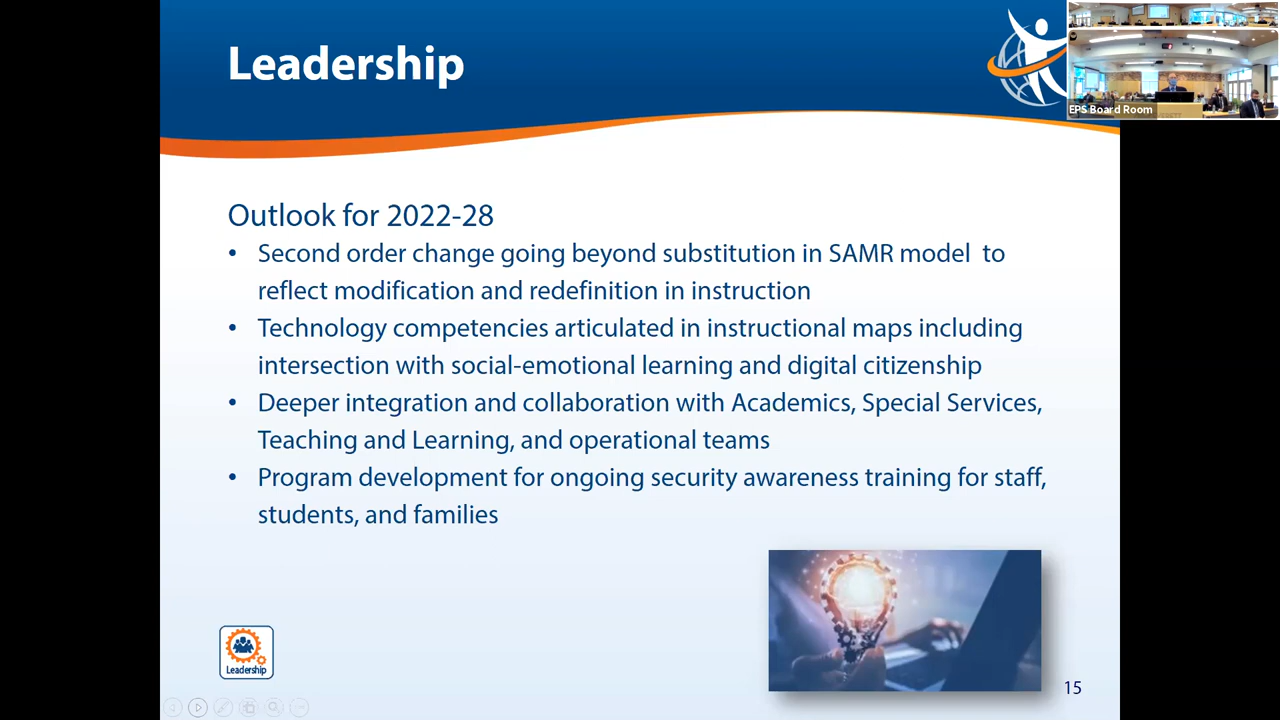 Leadership
EPS Board Room
Outlook for 2022-28
• Second order change going beyond substitution in SAMR model  to
reflect modification and redefinition in instruction
• Technology competencies articulated in instructional maps including
intersection with social-emotional learning and digital citizenship
• Deeper integration and collaboration with Academics, Special Services,
Teaching and Learning, and operational teams
• Program development for ongoing security awareness training for staff,
students, and families
Leadership
15